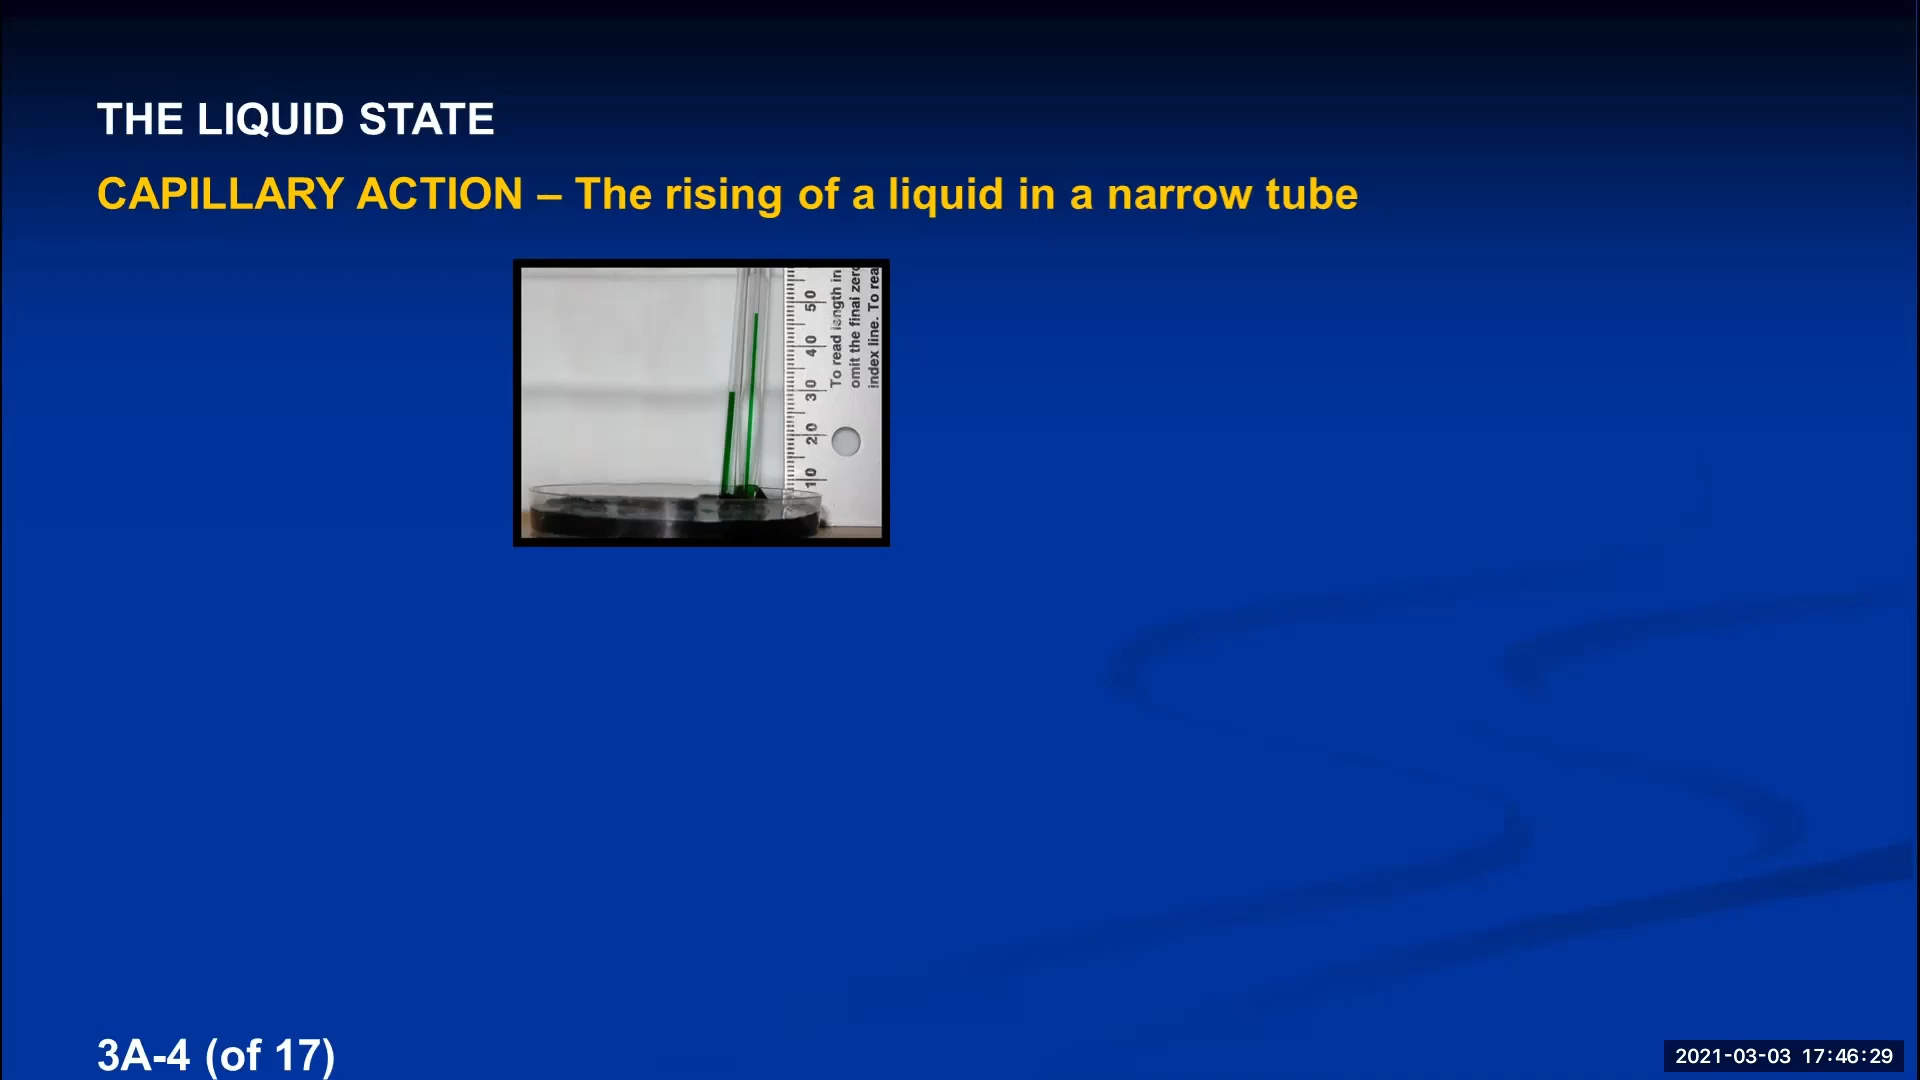 THE LIQUID STATE
CAPILLARY ACTION – The rising of a liquid in a narrow tube
50
40
30
20
10
To read length in
omit the final zero
index line. To rea
3A-4 (of 17)
2021-03-03 17:46:29